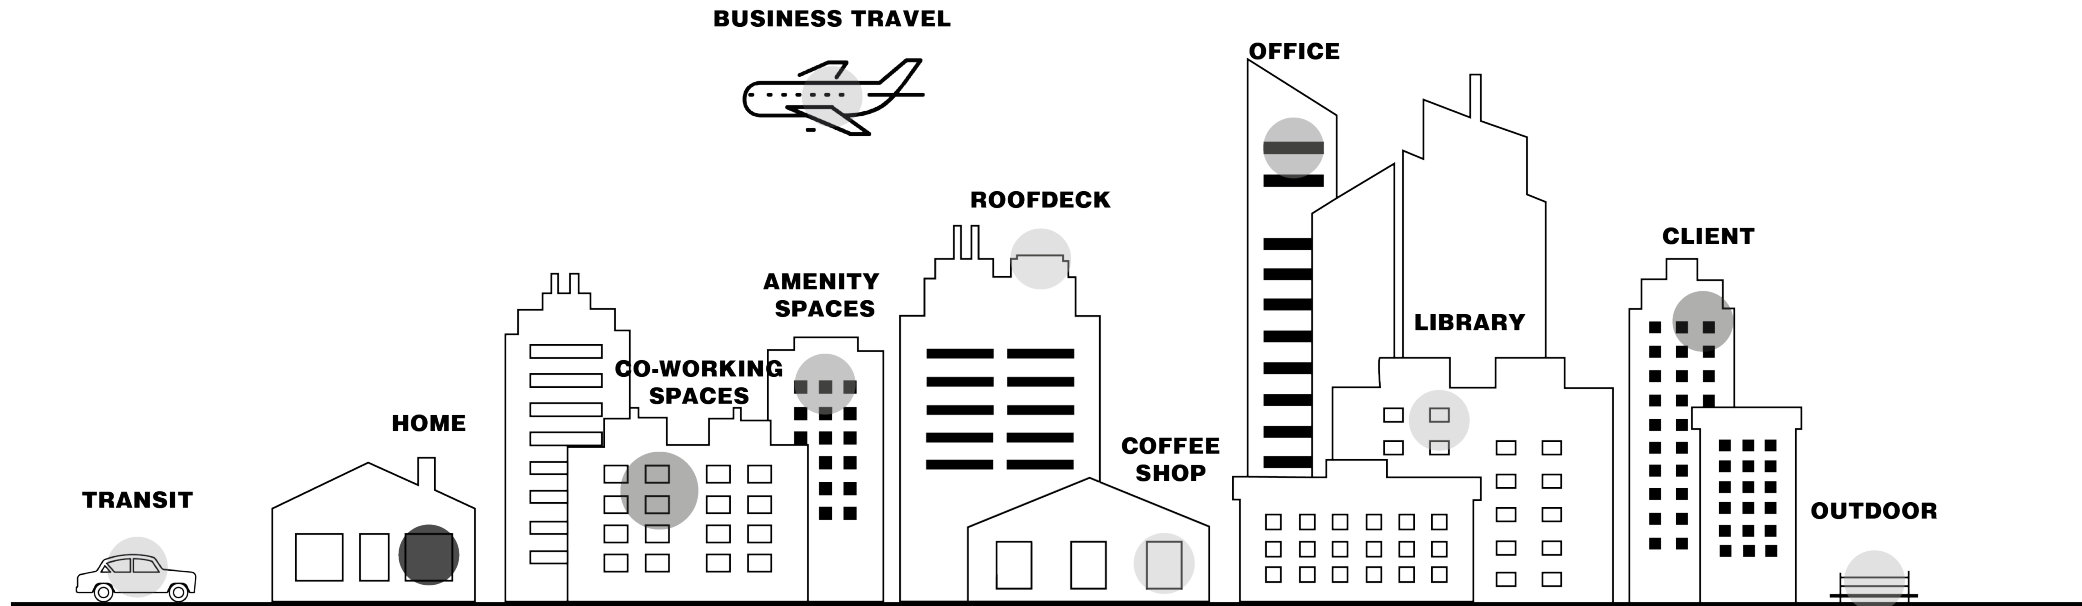 BUSINESS TRAVEL
OFFICE
ROOFDECK
CLIENT
AMENITY
SPACES
LIBRARY
CO-WORKING
SPACES
HOME
COFFEE
SHOP
TRANSIT
OUTDOOR